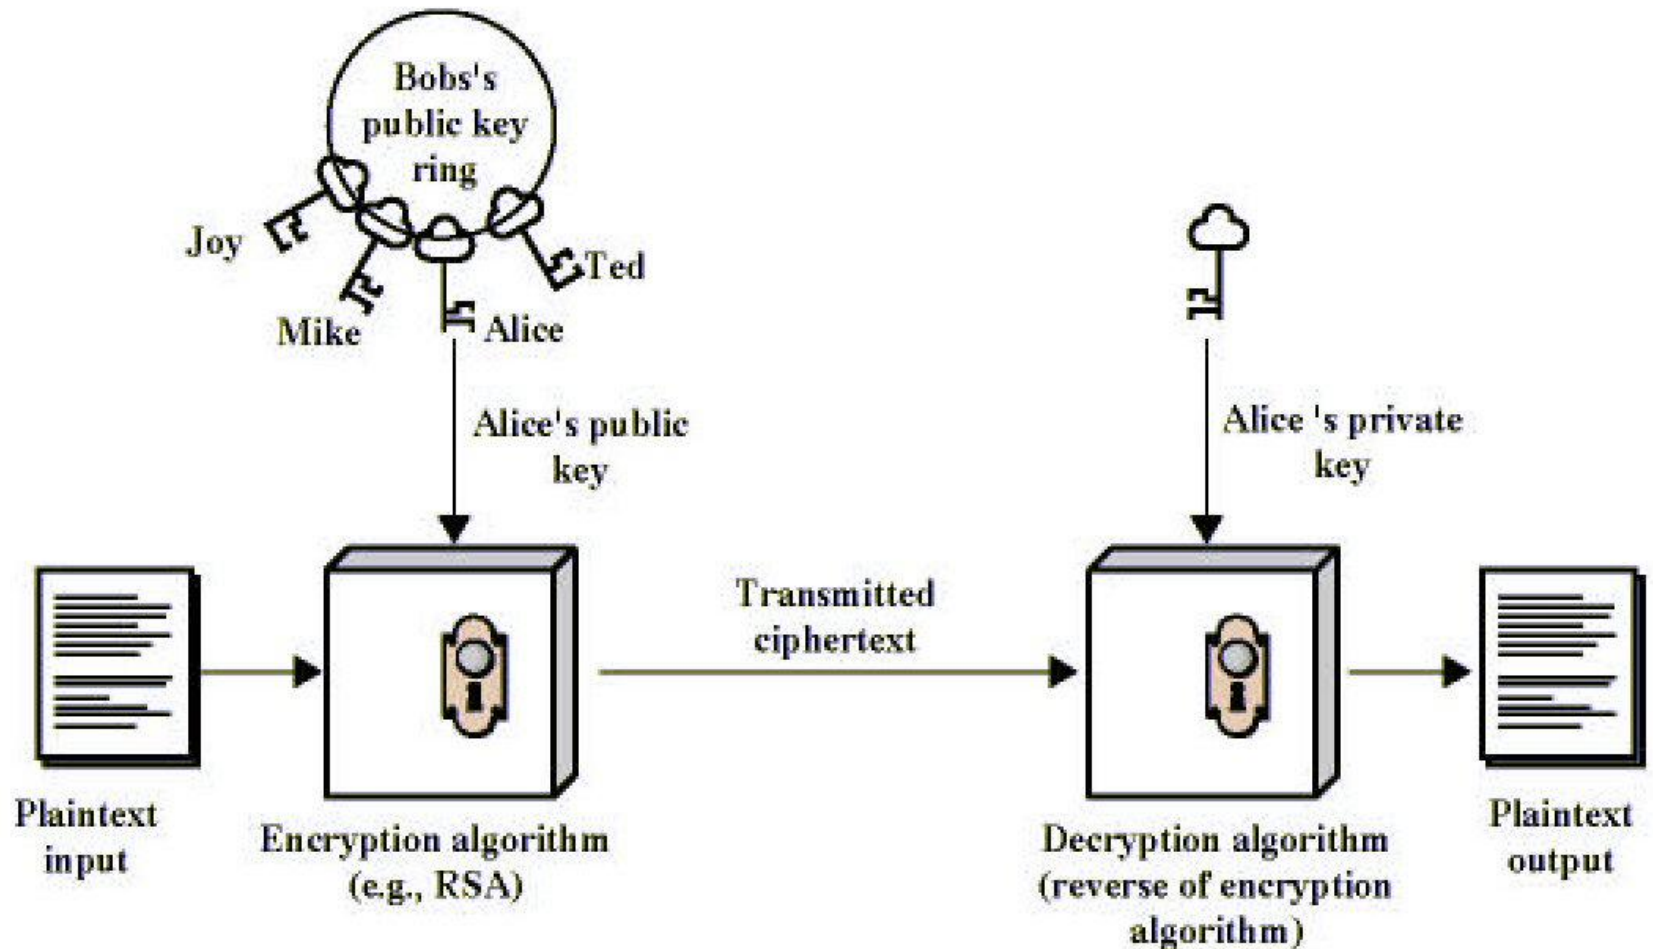 Bobs's
public key
ring
Joy
Mike
Alice
Ted
Alice's public
key
Alice 's private
key
Transmitted
ciphertext
Plaintext
input
Encryption algorithm
(e.g., RSA)
Decryption algorithm
(reverse of encryption
algorithm)
Plaintext
output